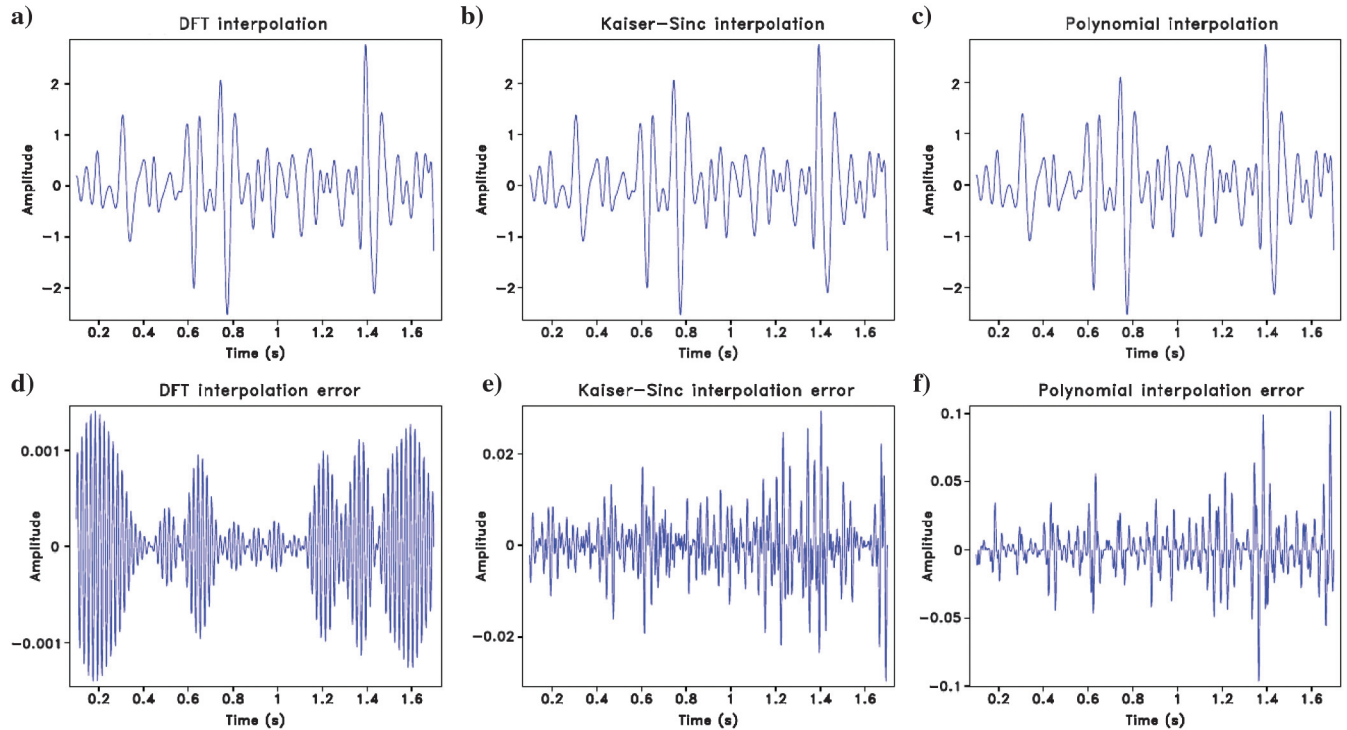 a) DFT interpolation
Amplitude
2
1
0
−1
−2
0.2 0.4 0.6 0.8 1 1.2 1.4 1.6
Time (s)
b) Kaiser−Sinc interpolation
Amplitude
2
1
0
−1
−2
0.2 0.4 0.6 0.8 1 1.2 1.4 1.6
Time (s)
c) Polynomial interpolation
Amplitude
2
1
0
−1
−2
0.2 0.4 0.6 0.8 1 1.2 1.4 1.6
Time (s)
d) DFT interpolation error
Amplitude
0.001
0
−0.001
0.2 0.4 0.6 0.8 1 1.2 1.4 1.6
Time (s)
e) Kaiser−Sinc interpolation error
Amplitude
0.02
0
−0.02
0.2 0.4 0.6 0.8 1 1.2 1.4 1.6
Time (s)
f) Polynomial interpolation error
Amplitude
0.1
0.05
0
−0.05
−0.1
0.2 0.4 0.6 0.8 1 1.2 1.4 1.6
Time (s)